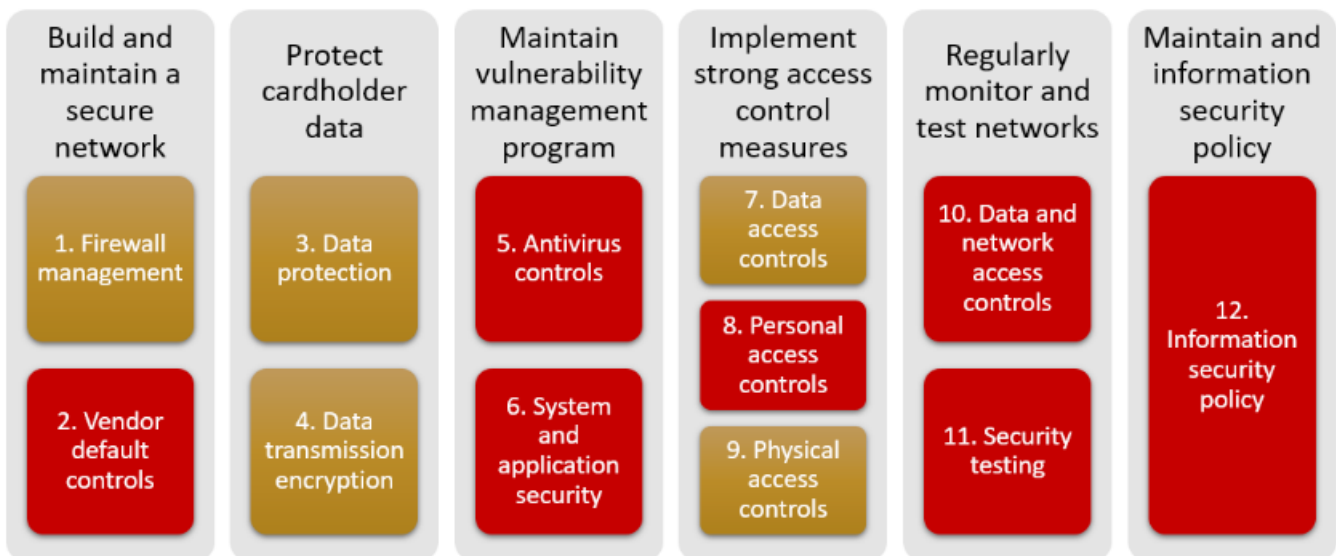 Build and
maintain a
secure
network
1. Firewall
management
2. Vendor
default
controls
Protect
cardholder
data
3. Data
protection
4. Data
transmission
encryption
Maintain
vulnerability
management
program
5. Antivirus
controls
6. System
and
application
security
Implement
strong access
control
measures
7. Data
access
controls
8. Personal
access
controls
9. Physical
access
controls
Regularly
monitor and
test networks
10. Data and
network
access
controls
11. Security
testing
Maintain and
information
security
policy
12.
Information
security
policy